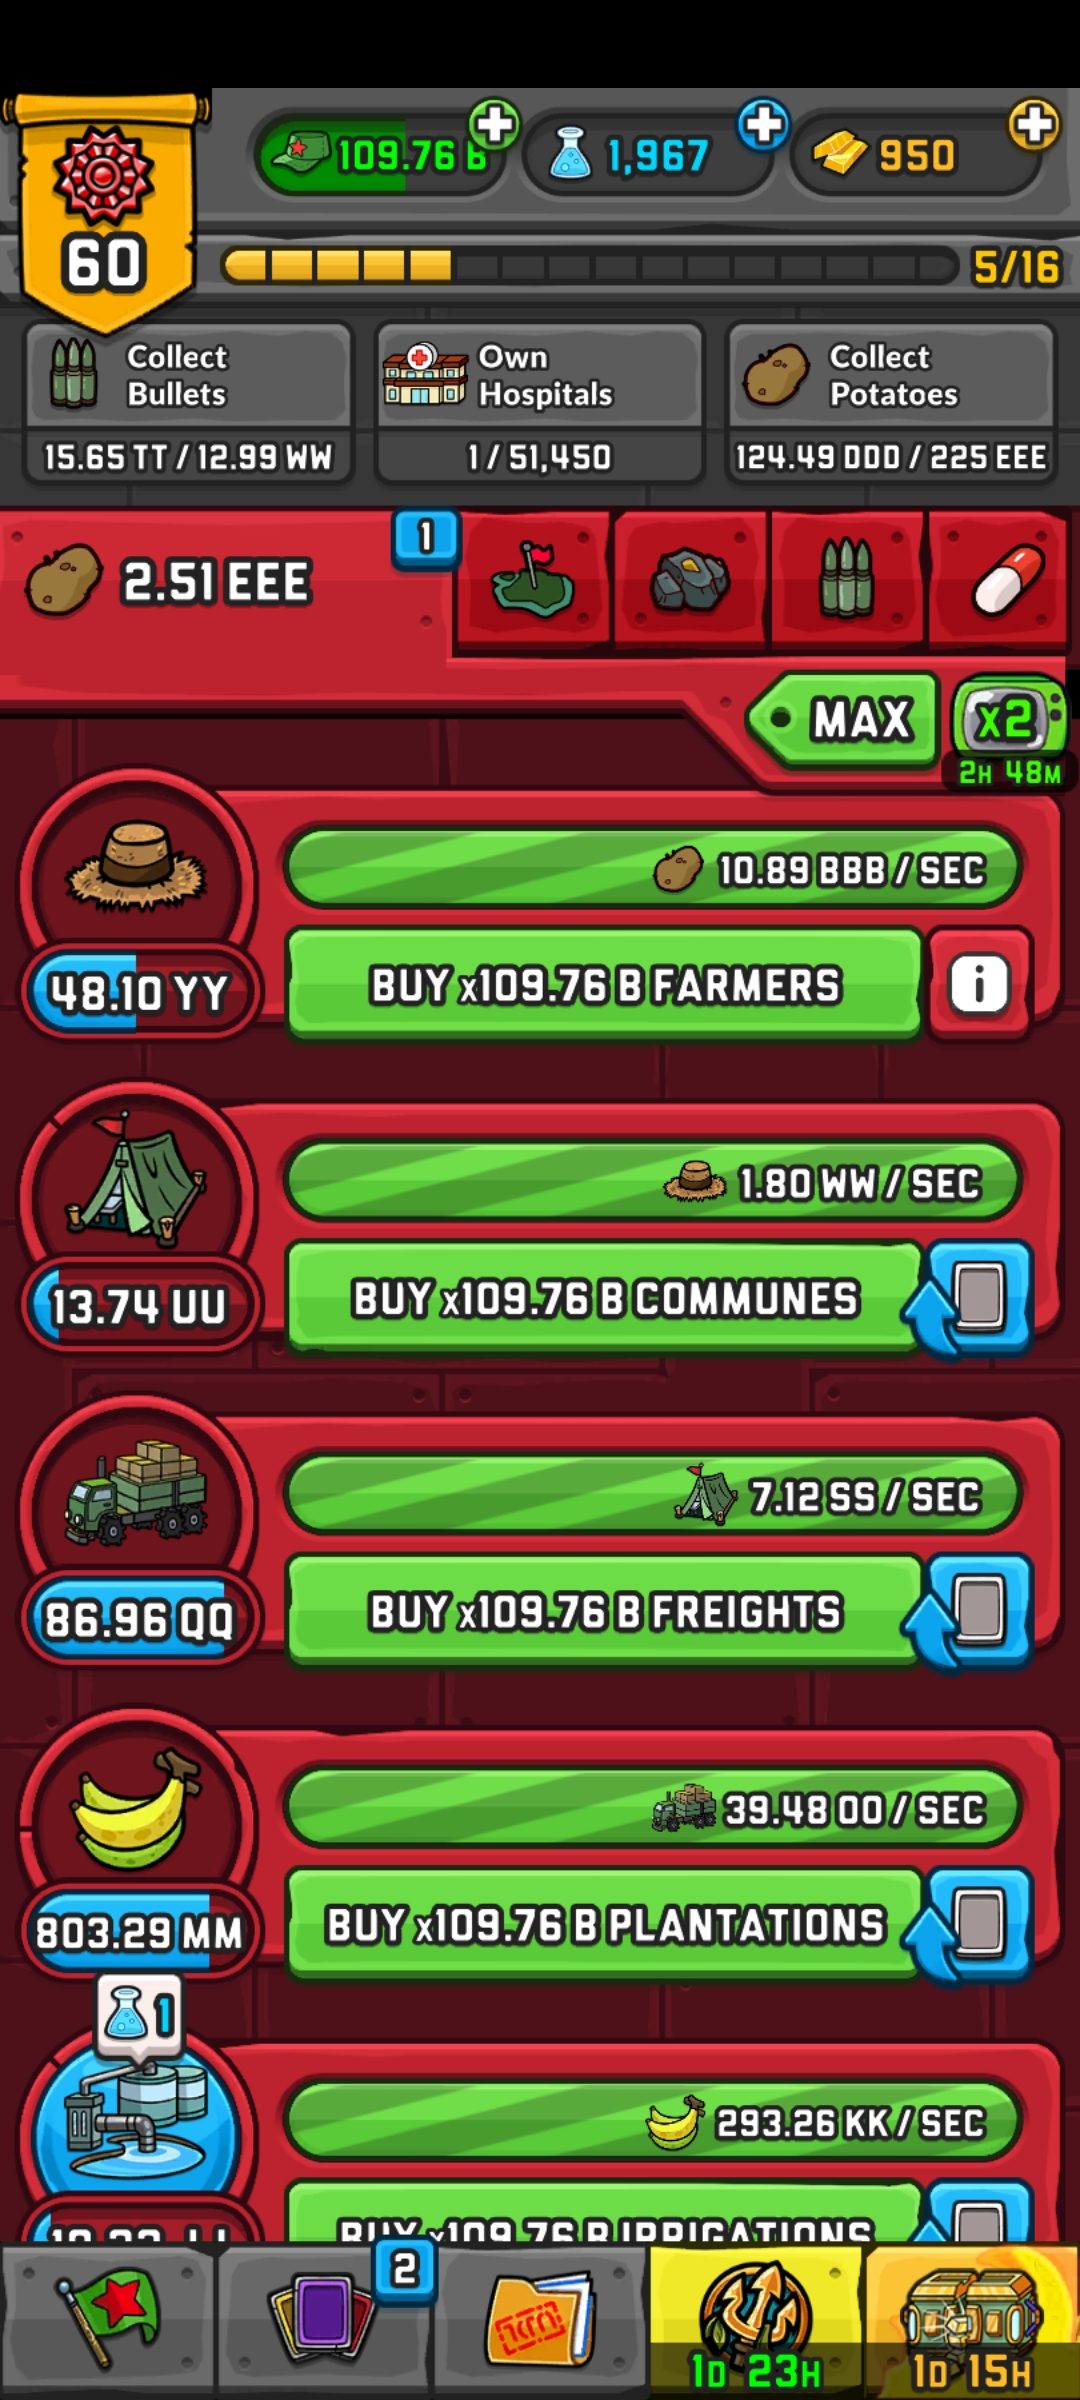 109.76 B
1,967
950
60
5/16
Collect
Bullets
15.65 TT / 12.99 WW
Own
Hospitals
1 / 51,450
Collect
Potatoes
124.49 DDD / 225 EEE
2.51 EEE
1
MAX
x2
2H 48M
10.89 BBB / SEC
48.10 YY
BUY x109.76 B FARMERS
i
1.80 WW / SEC
13.74 UU
BUY x109.76 B COMMUNES
7.12 SS / SEC
86.96 QQ
BUY x109.76 B FREIGHTS
39.48 OO / SEC
803.29 MM
BUY x109.76 B PLANTATIONS
1
293.26 KK / SEC
BUY x109.76 B IRRIGATIONS
2
1D 23H
1D 15H